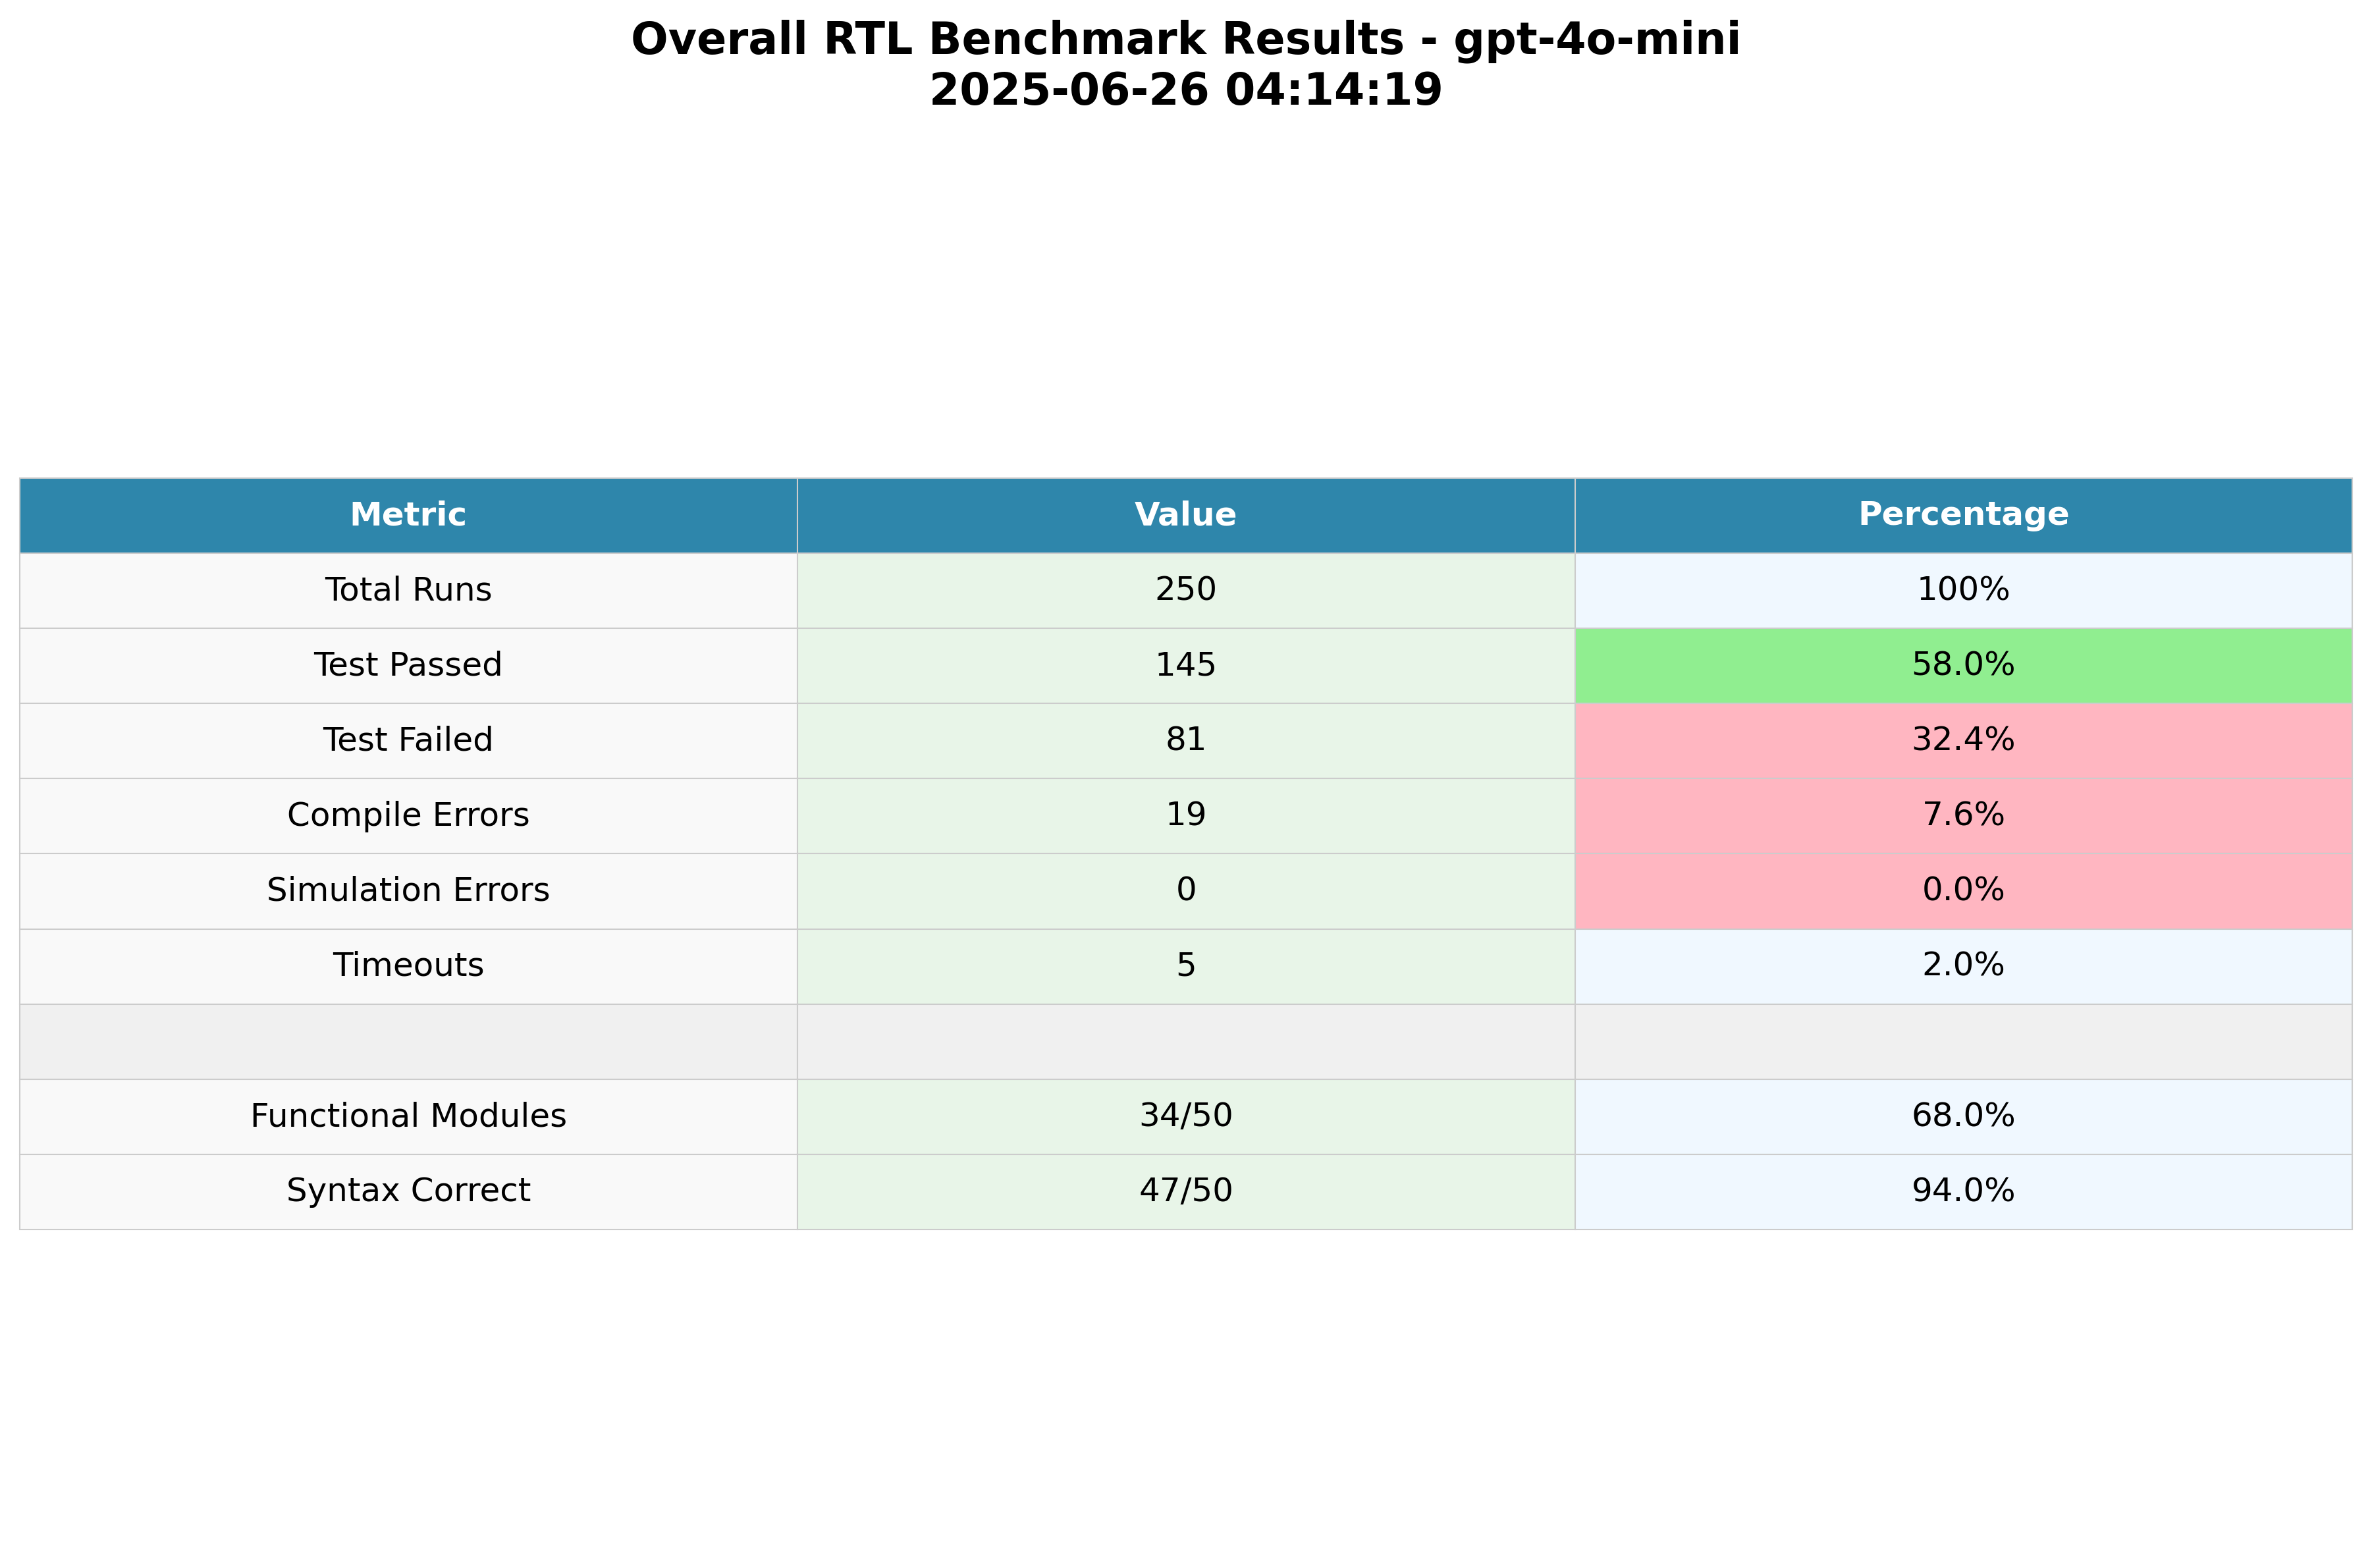 Overall RTL Benchmark Results - gpt-4o-mini
2025-06-26 04:14:19
Metric Value Percentage
Total Runs 250 100%
Test Passed 145 58.0%
Test Failed 81 32.4%
Compile Errors 19 7.6%
Simulation Errors 0 0.0%
Timeouts 5 2.0%
Functional Modules 34/50 68.0%
Syntax Correct 47/50 94.0%